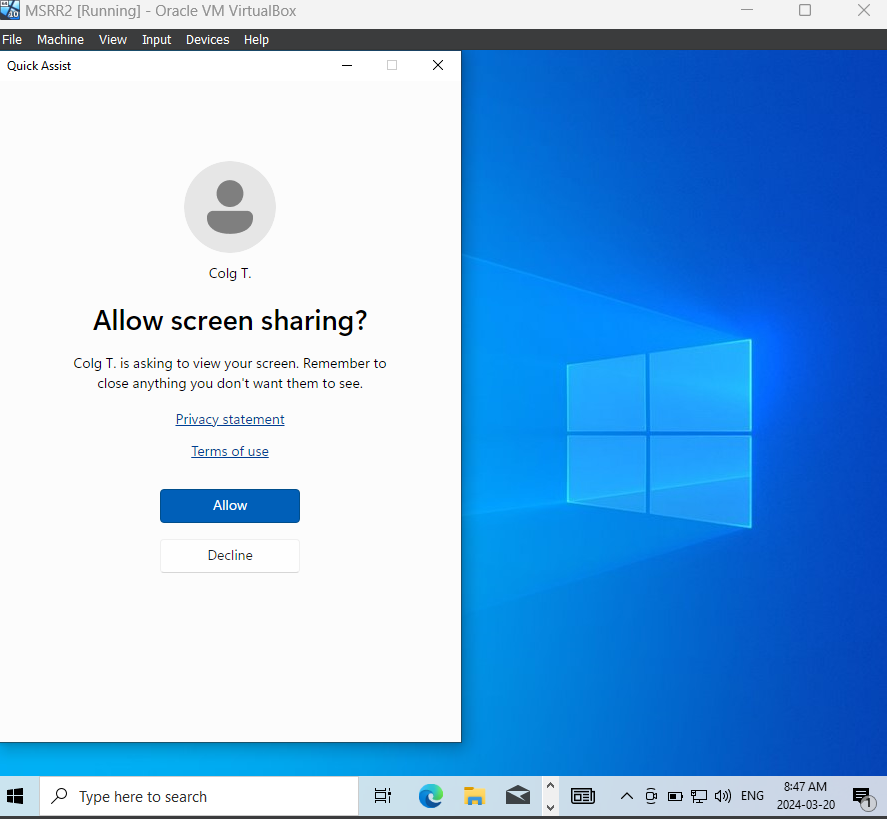 MSRR2 [Running] - Oracle VM VirtualBox
File Machine View Input Devices Help
Quick Assist
Colg T.
Allow screen sharing?
Colg T. is asking to view your screen. Remember to
close anything you don't want them to see.
Privacy statement
Terms of use
Allow
Decline
Type here to search
ENG
8:47 AM
2024-03-20
1